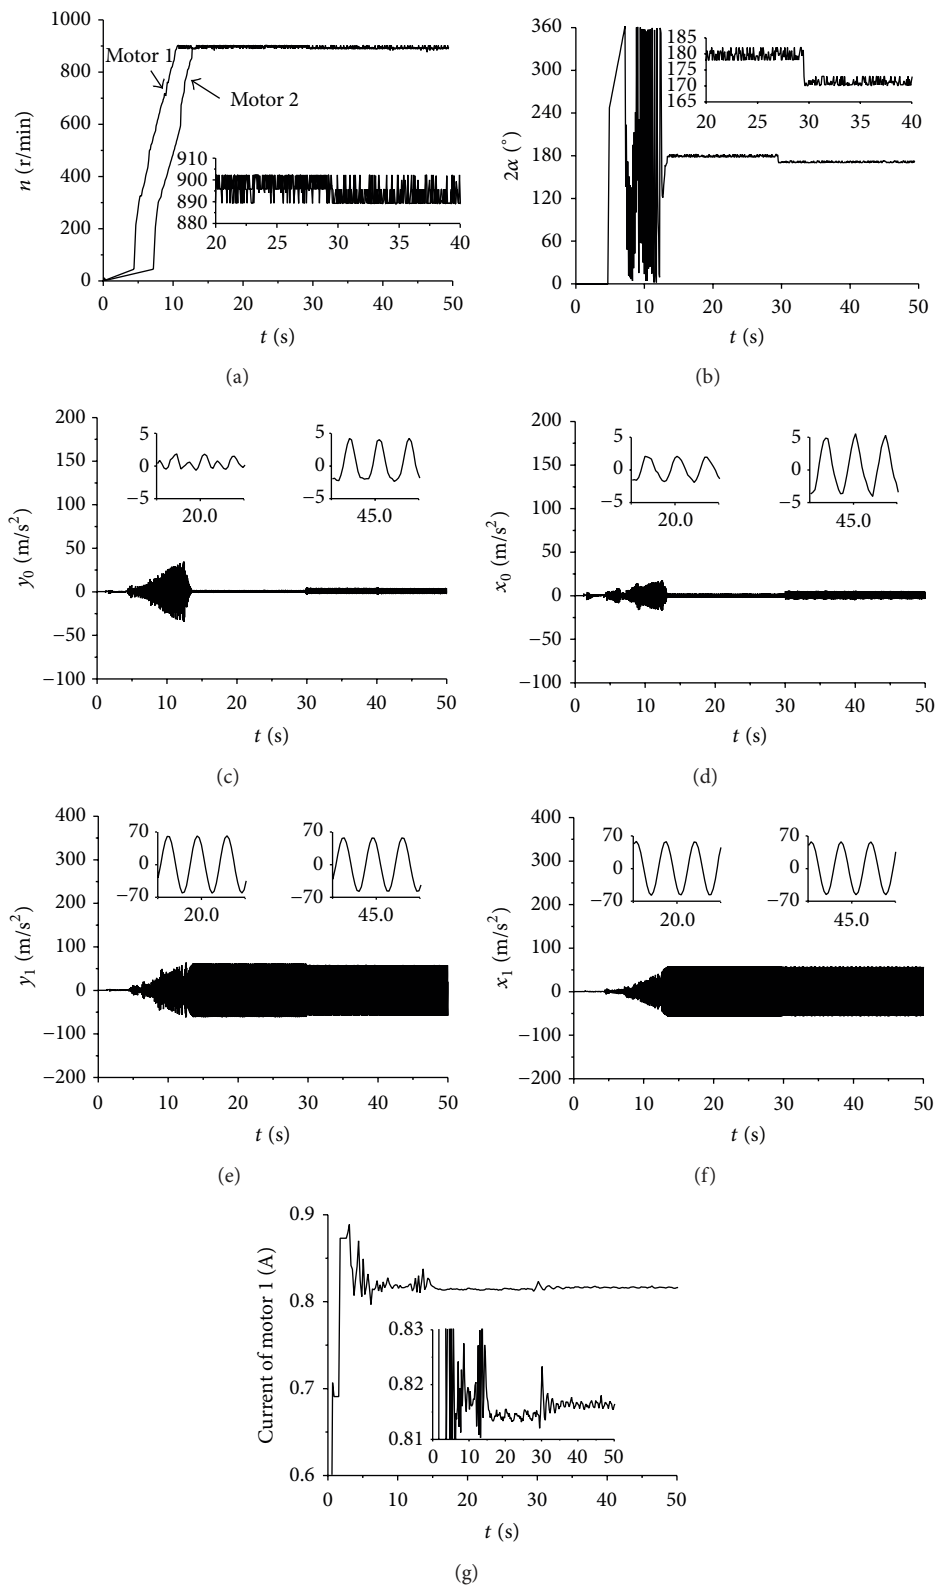 1000
800
600
400
200
0
n (r/min)
Motor 1
Motor 2
910
900
890
880
20 25 30 35 40
0 10 20 30 40 50
t (s)
(a)
360
300
240
180
120
60
0
2α (°)
185
180
175
170
165
20 25 30 35 40
0 10 20 30 40 50
t (s)
(b)
200
150
100
50
0
−50
−100
y0 (m/s²)
5
0
−5
20.0
5
0
−5
45.0
0 10 20 30 40 50
t (s)
(c)
200
150
100
50
0
−50
−100
x0 (m/s²)
5
0
−5
20.0
5
0
−5
45.0
0 10 20 30 40 50
t (s)
(d)
400
300
200
100
0
−100
−200
y1 (m/s²)
70
0
−70
20.0
70
0
−70
45.0
0 10 20 30 40 50
t (s)
(e)
400
300
200
100
0
−100
−200
x1 (m/s²)
70
0
−70
20.0
70
0
−70
45.0
0 10 20 30 40 50
t (s)
(f)
0.9
0.8
0.7
0.6
Current of motor 1 (A)
0.83
0.82
0.81
0 10 20 30 40 50
0 10 20 30 40 50
t (s)
(g)